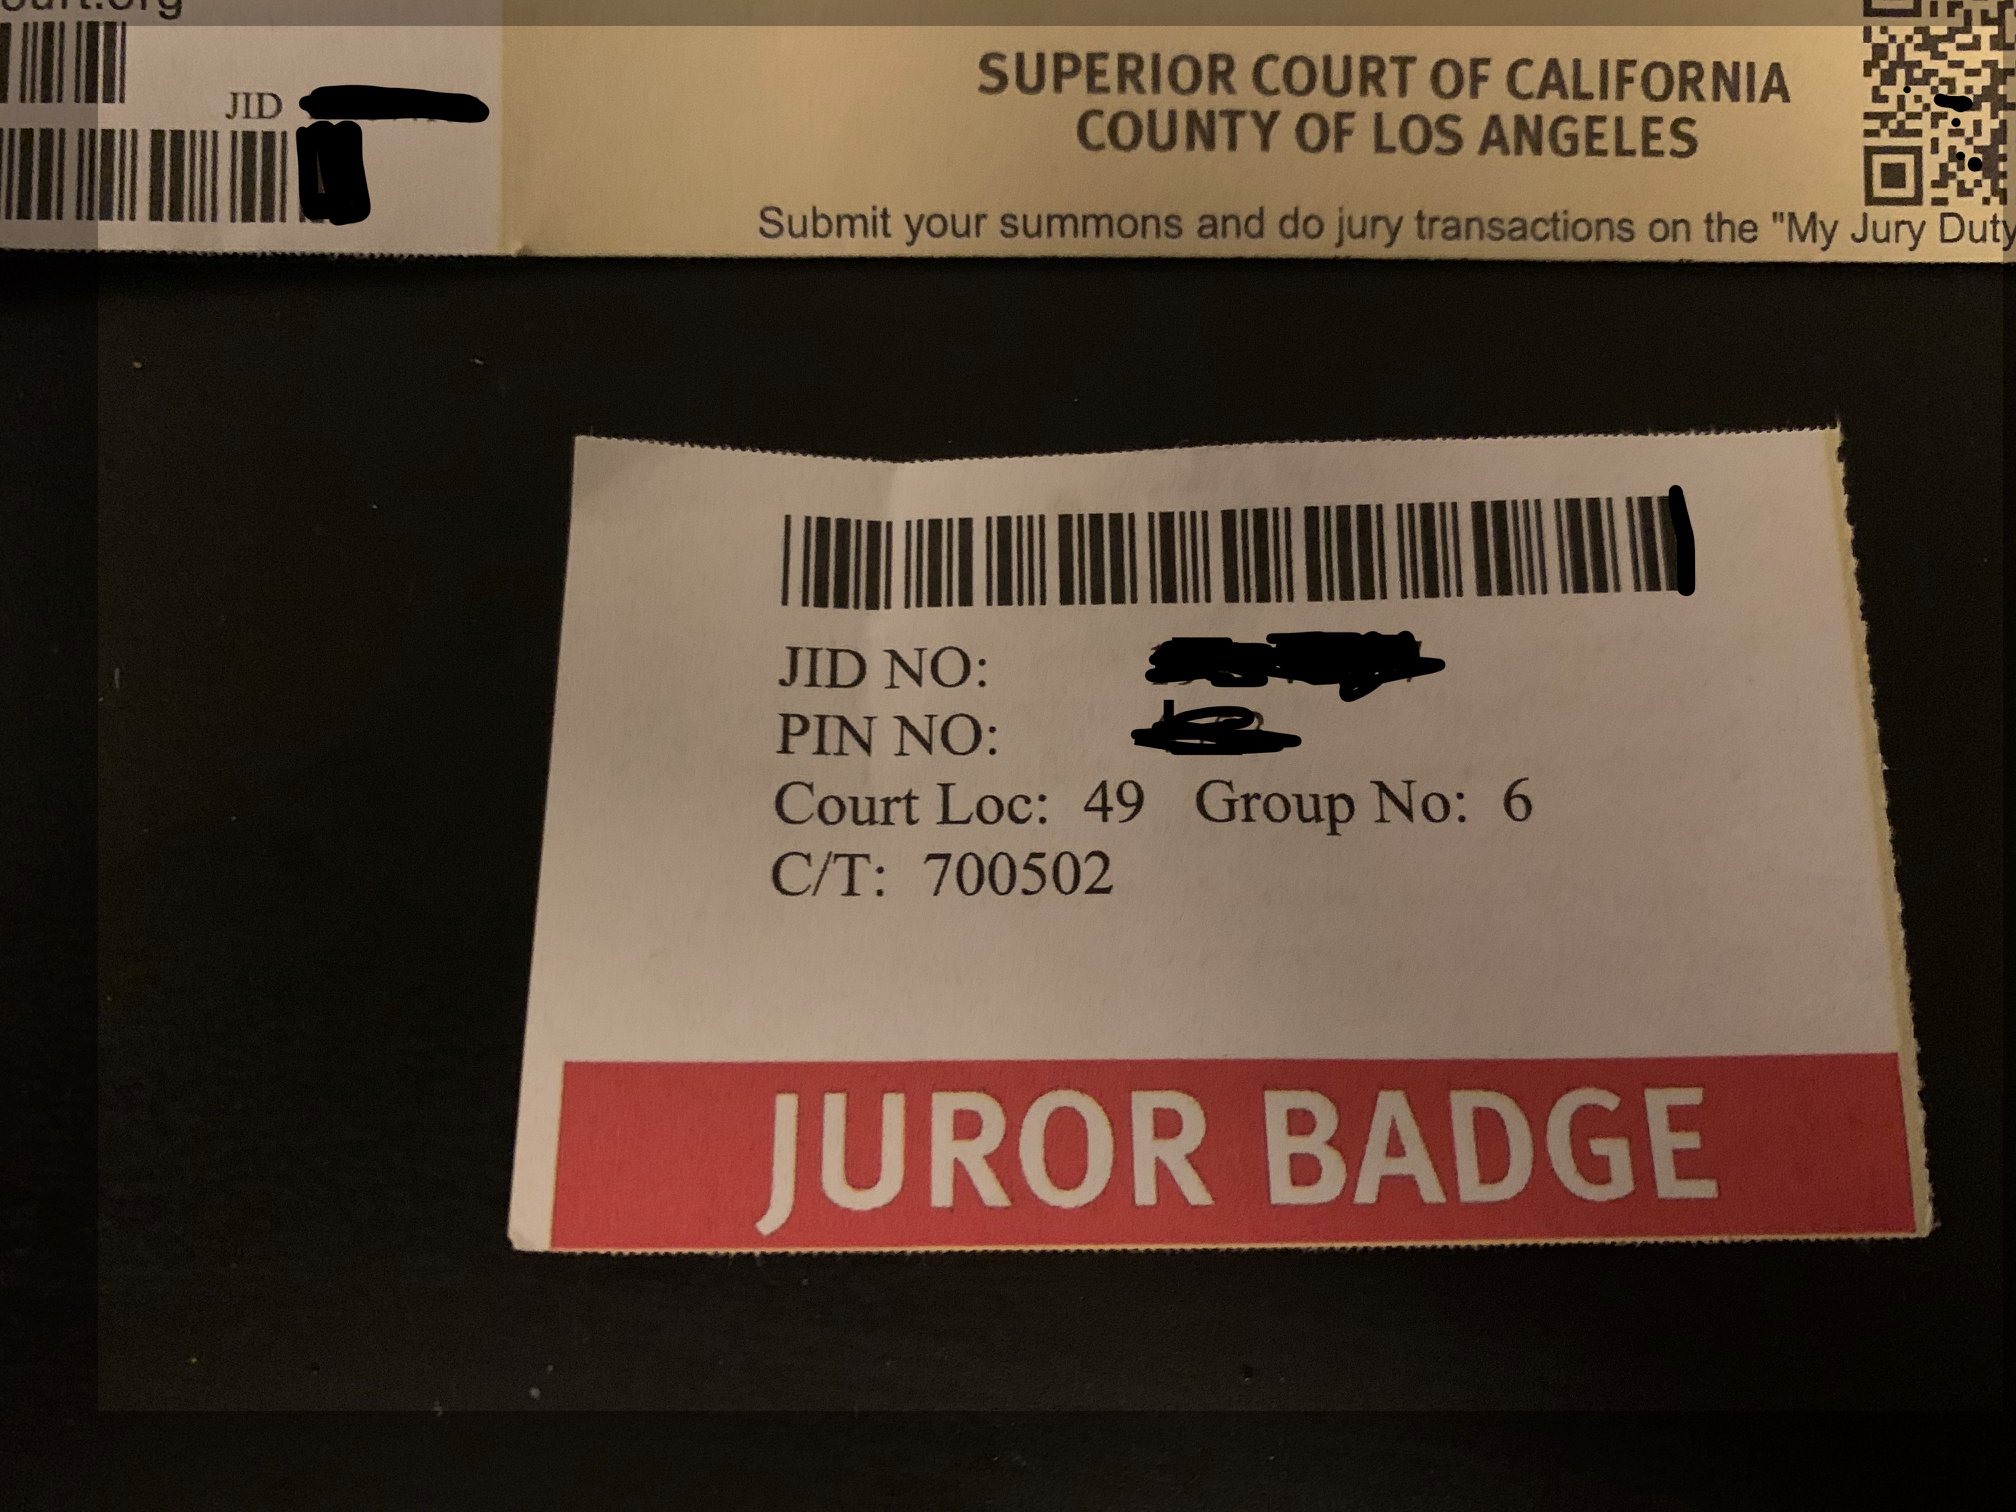 JID
SUPERIOR COURT OF CALIFORNIA
COUNTY OF LOS ANGELES
Submit your summons and do jury transactions on the "My Jury Duty
JID NO:
PIN NO:
Court Loc: 49 Group No: 6
C/T: 700502
JUROR BADGE